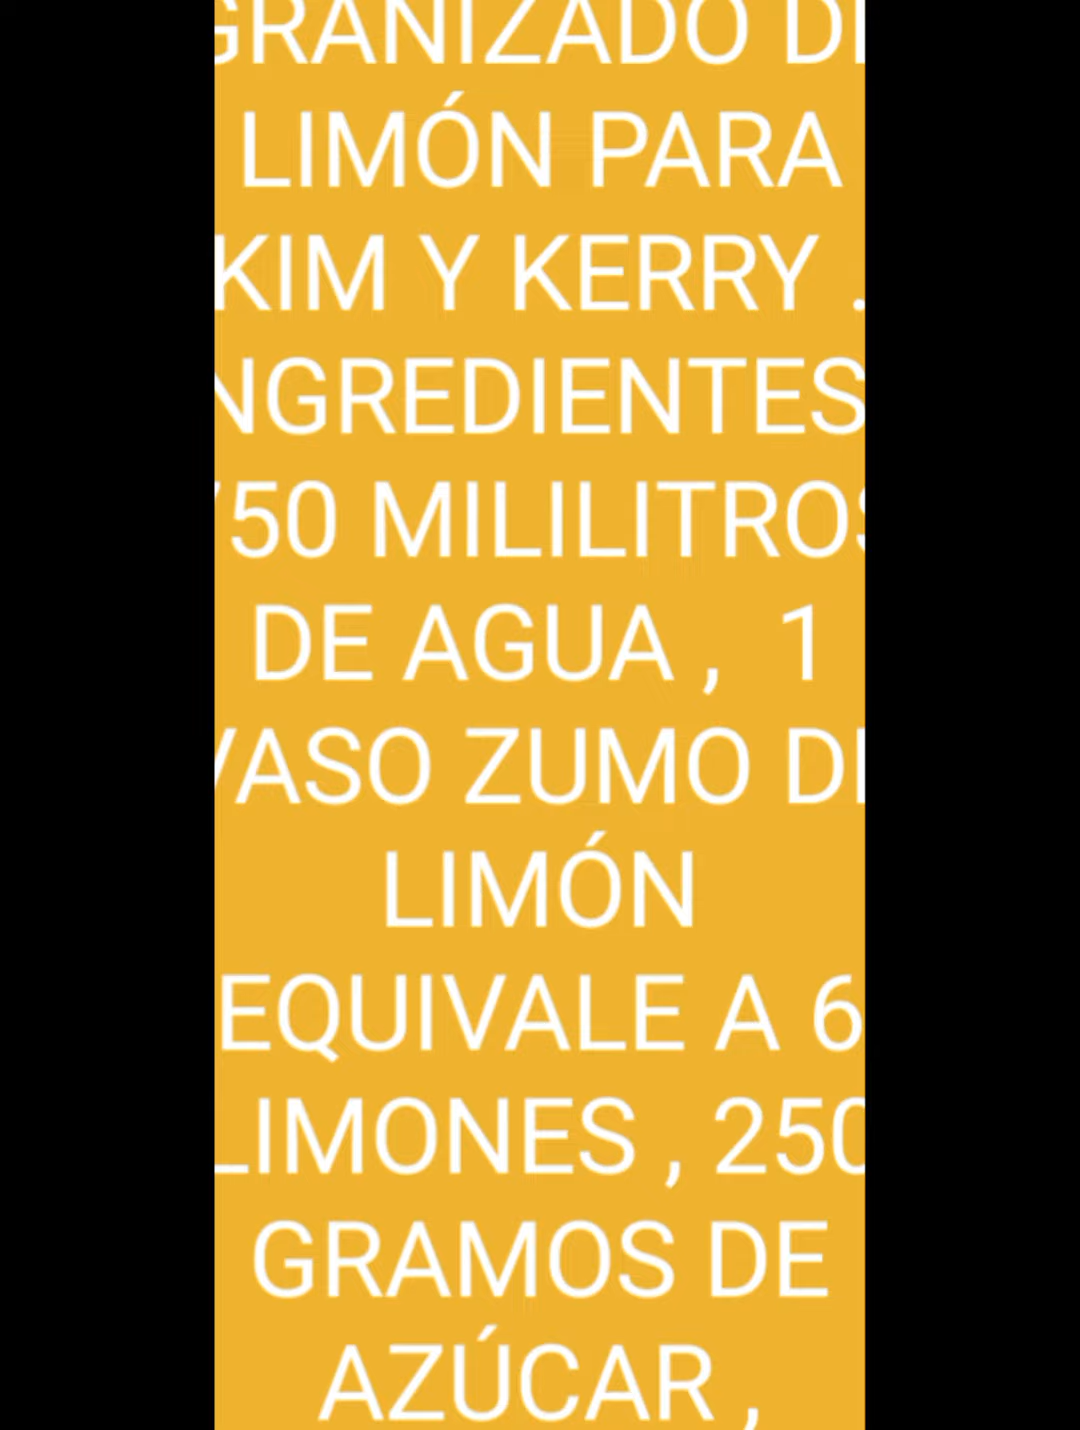 GRANIZADO DE
LIMÓN PARA
KIM Y KERRY .
INGREDIENTES
50 MILILITROS
DE AGUA , 1
VASO ZUMO DE
LIMÓN
EQUIVALE A 6
LIMONES , 250
GRAMOS DE
AZÚCAR ,